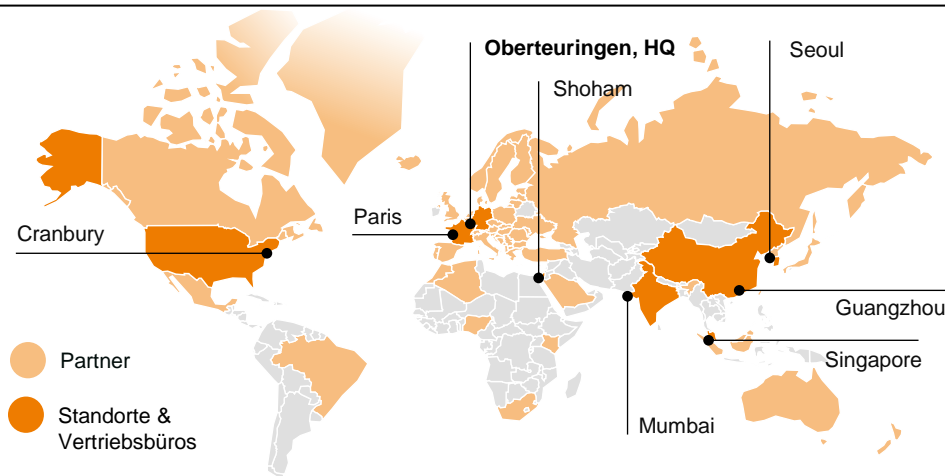 Oberteuringen, HQ
Seoul
Shoham
Paris
Cranbury
Guangzhou
Partner
Singapore
Standorte &
Vertriebsbüros
Mumbai